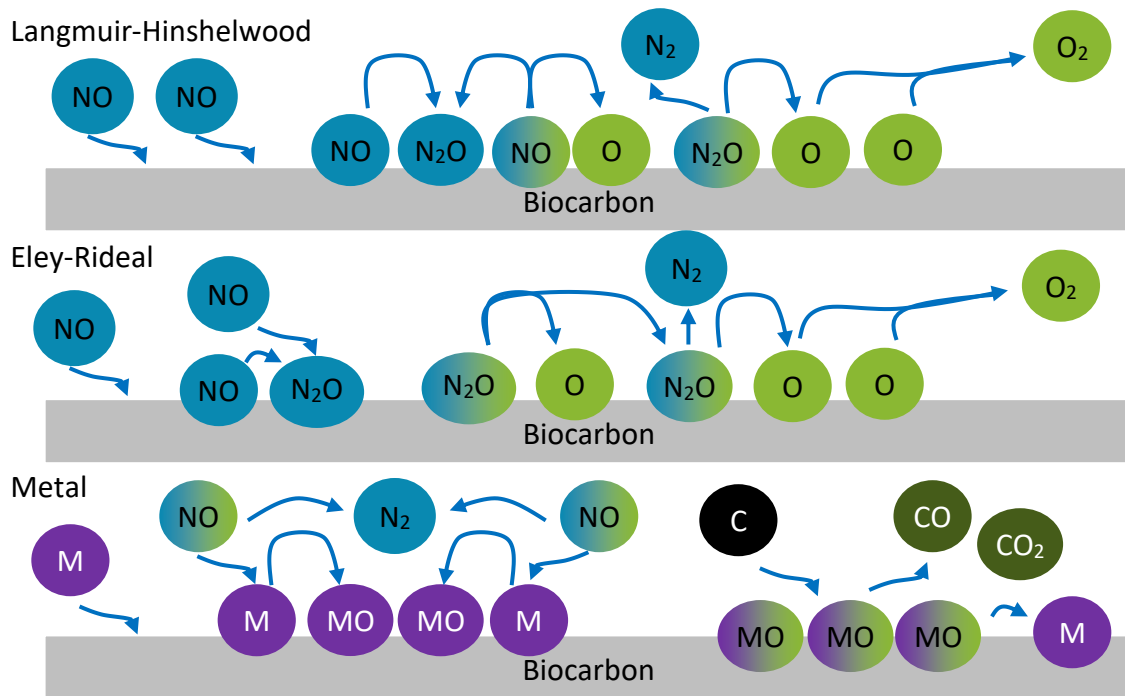 Langmuir-Hinshelwood
NO
NO
N₂
O₂
NO
N₂O
NO
O
N₂O
O
O
Biocarbon
Eley-Rideal
NO
NO
N₂
O₂
NO
N₂O
N₂O
O
N₂O
O
O
Biocarbon
Metal
M
NO
N₂
NO
C
CO
CO₂
M
MO
MO
M
MO
MO
MO
M
Biocarbon